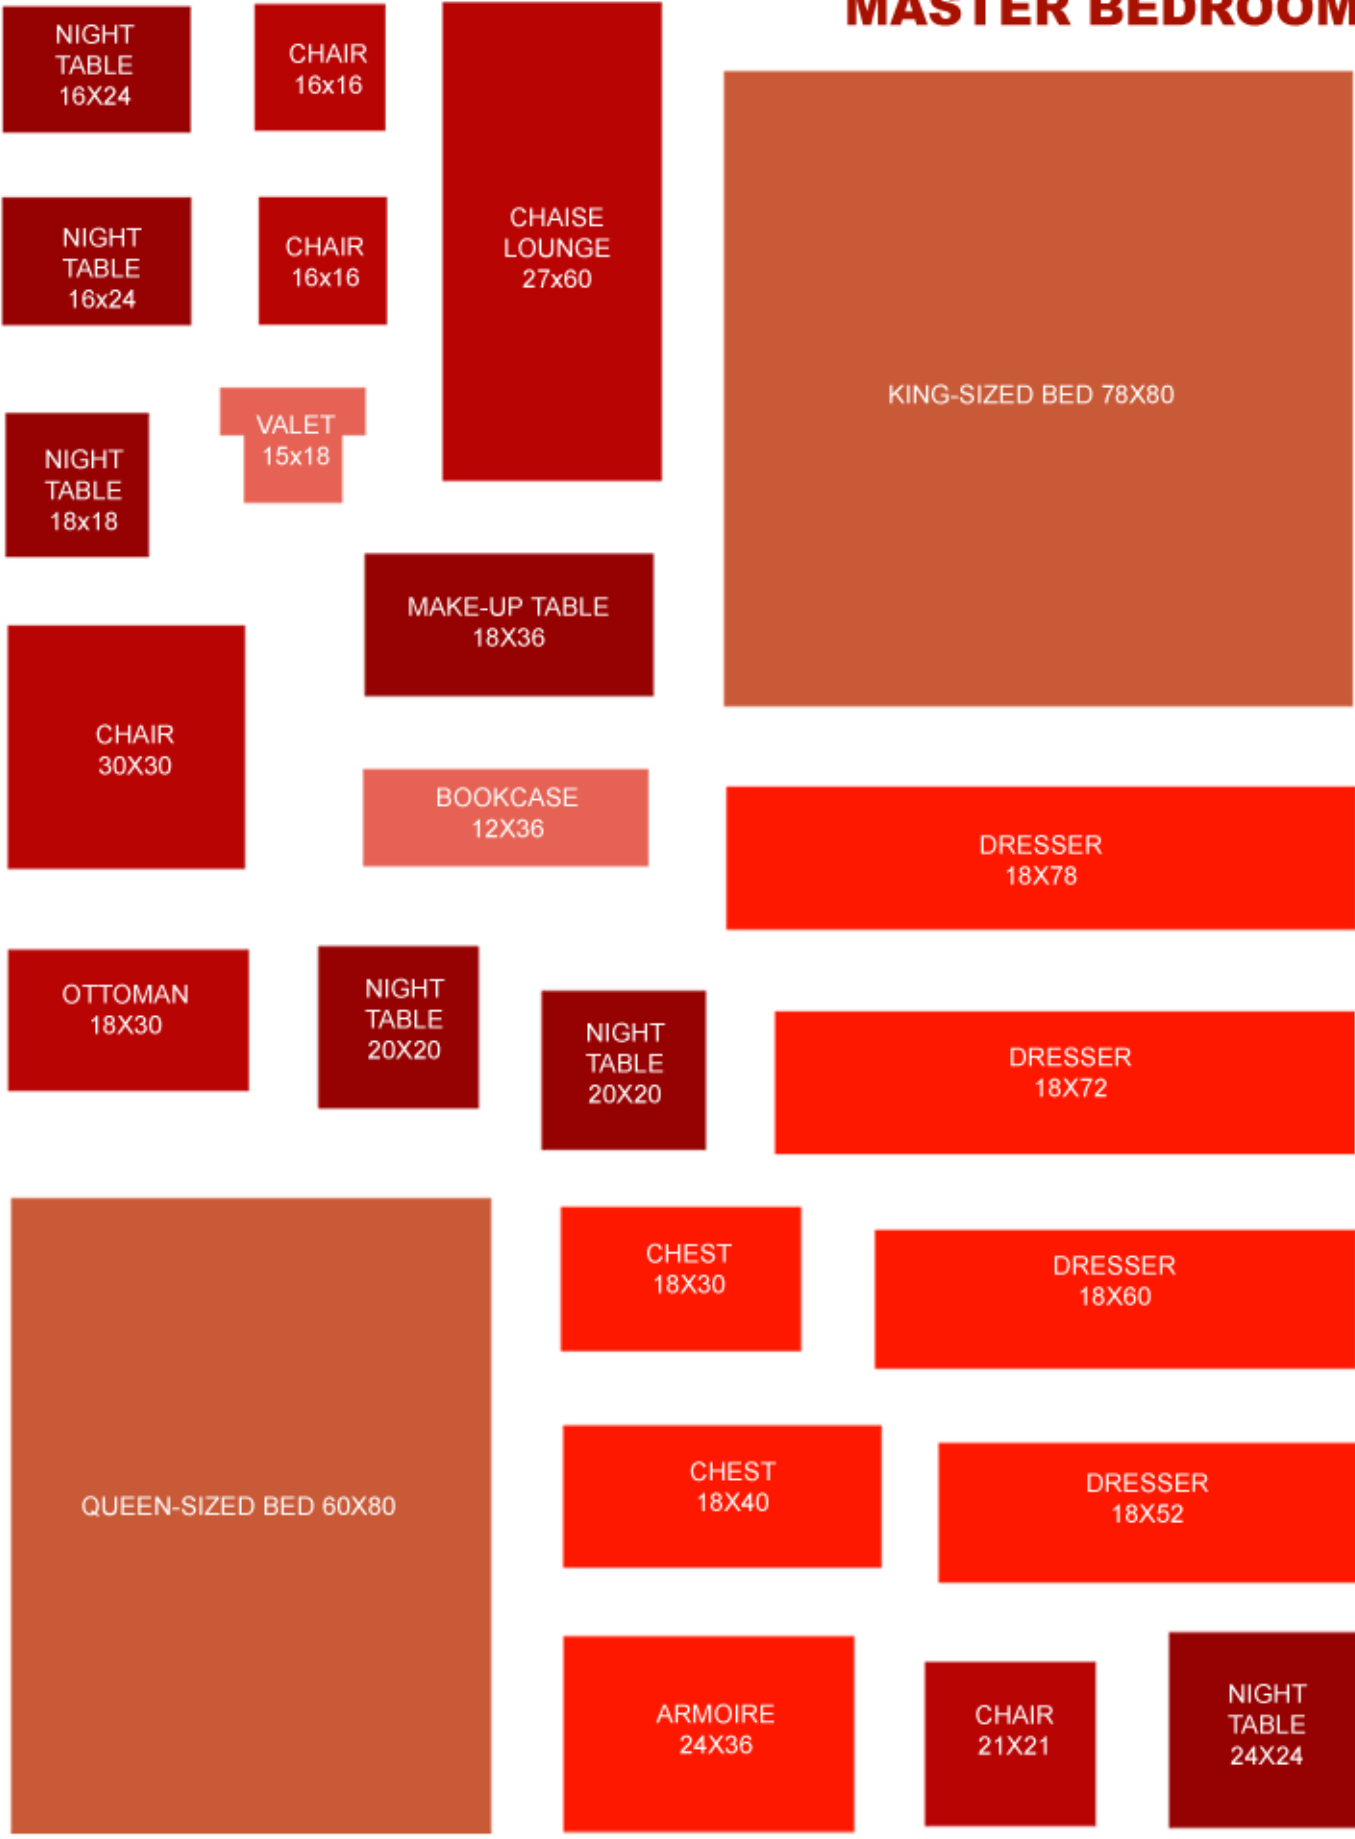 MASTER BEDROOM
NIGHT
TABLE
16X24
CHAIR
16x16
CHAISE
LOUNGE
27x60
KING-SIZED BED 78X80
NIGHT
TABLE
16x24
CHAIR
16x16
VALET
15x18
NIGHT
TABLE
18x18
MAKE-UP TABLE
18X36
CHAIR
30X30
BOOKCASE
12X36
DRESSER
18X78
OTTOMAN
18X30
NIGHT
TABLE
20X20
NIGHT
TABLE
20X20
DRESSER
18X72
QUEEN-SIZED BED 60X80
CHEST
18X30
DRESSER
18X60
CHEST
18X40
DRESSER
18X52
ARMOIRE
24X36
CHAIR
21X21
NIGHT
TABLE
24X24